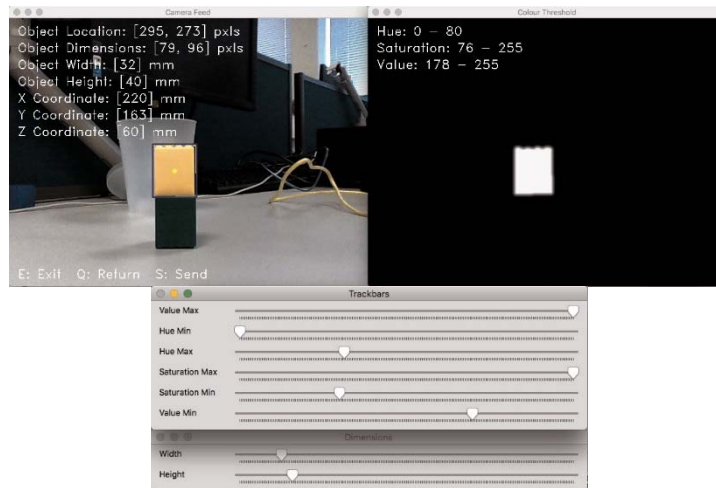 Camera Feed
Object Location: [295, 273] pxls
Object Dimensions: [79, 96] pxls
Object Width: [32] mm
Object Height: [40] mm
X Coordinate: [220] mm
Y Coordinate: [163] mm
Z Coordinate: [60] mm
E: Exit Q: Return S: Send
Colour Threshold
Hue: 0 – 80
Saturation: 76 – 255
Value: 178 – 255
Trackbars
Value Max
Hue Min
Hue Max
Saturation Max
Saturation Min
Value Min
Dimensions
Width
Height